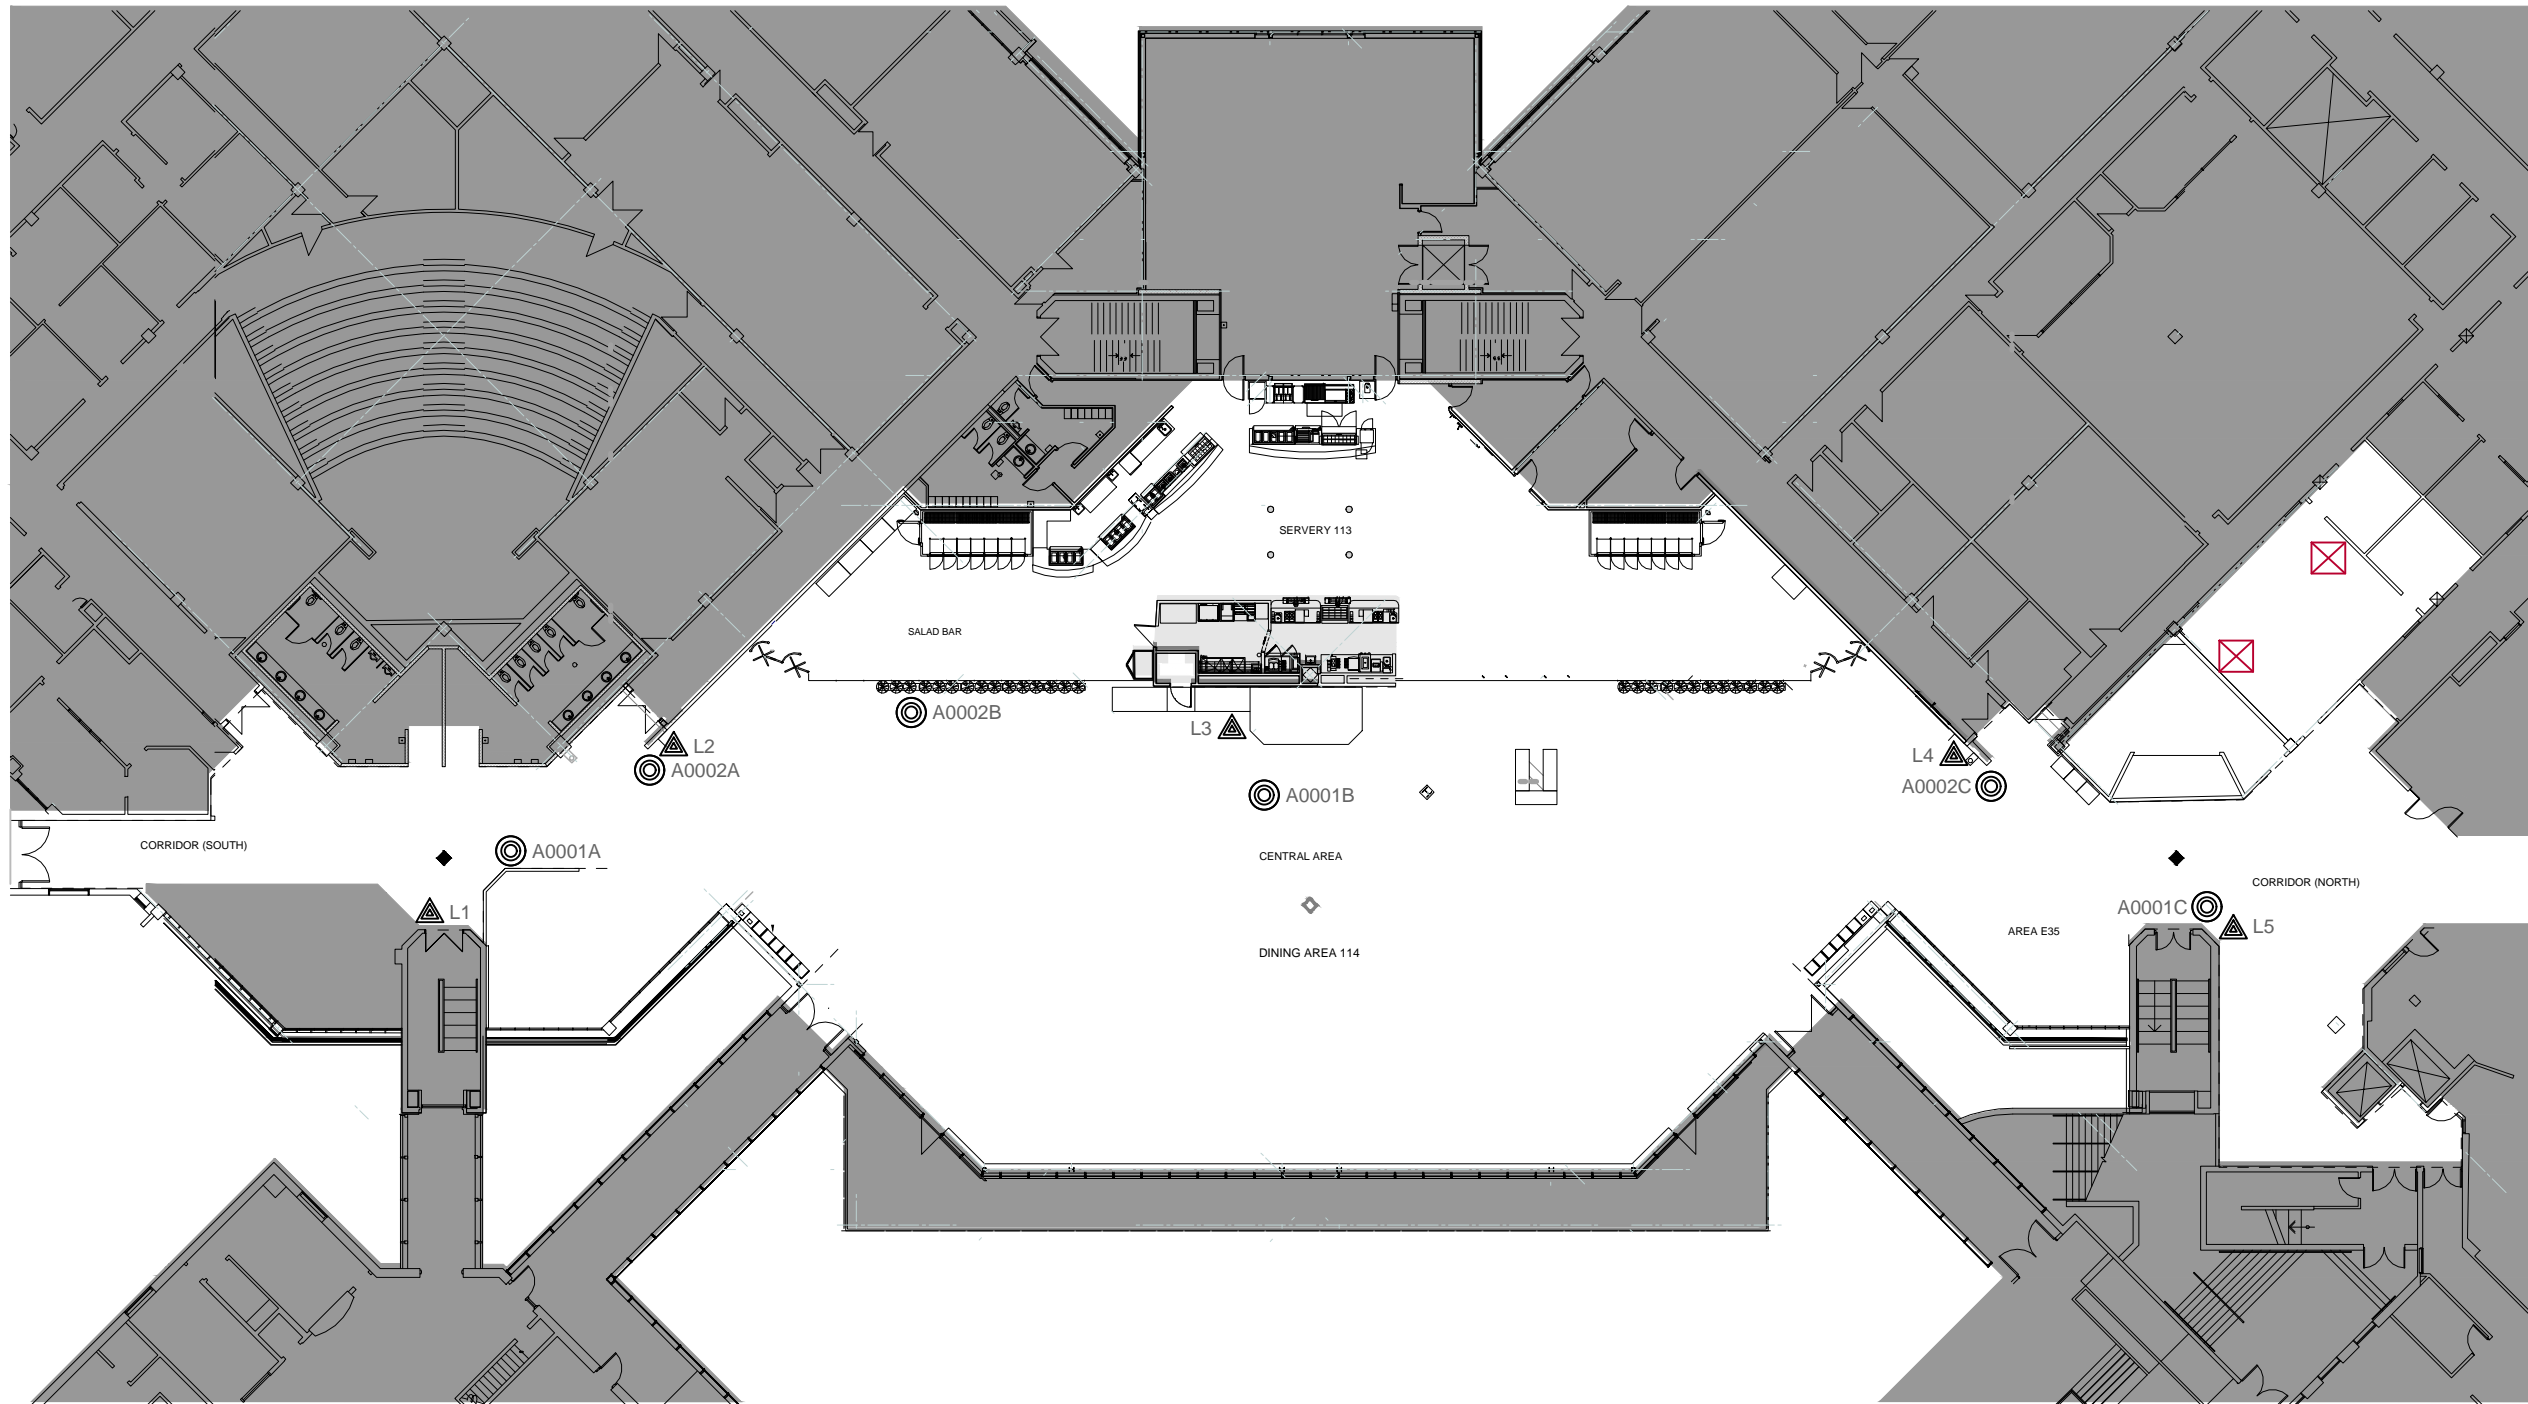 SERVERY 113
SALAD BAR
A0002B
L3
L2
A0002A
L4
A0002C
A0001B
CORRIDOR (SOUTH)
A0001A
CENTRAL AREA
CORRIDOR (NORTH)
L1
A0001C
L5
AREA E35
DINING AREA 114